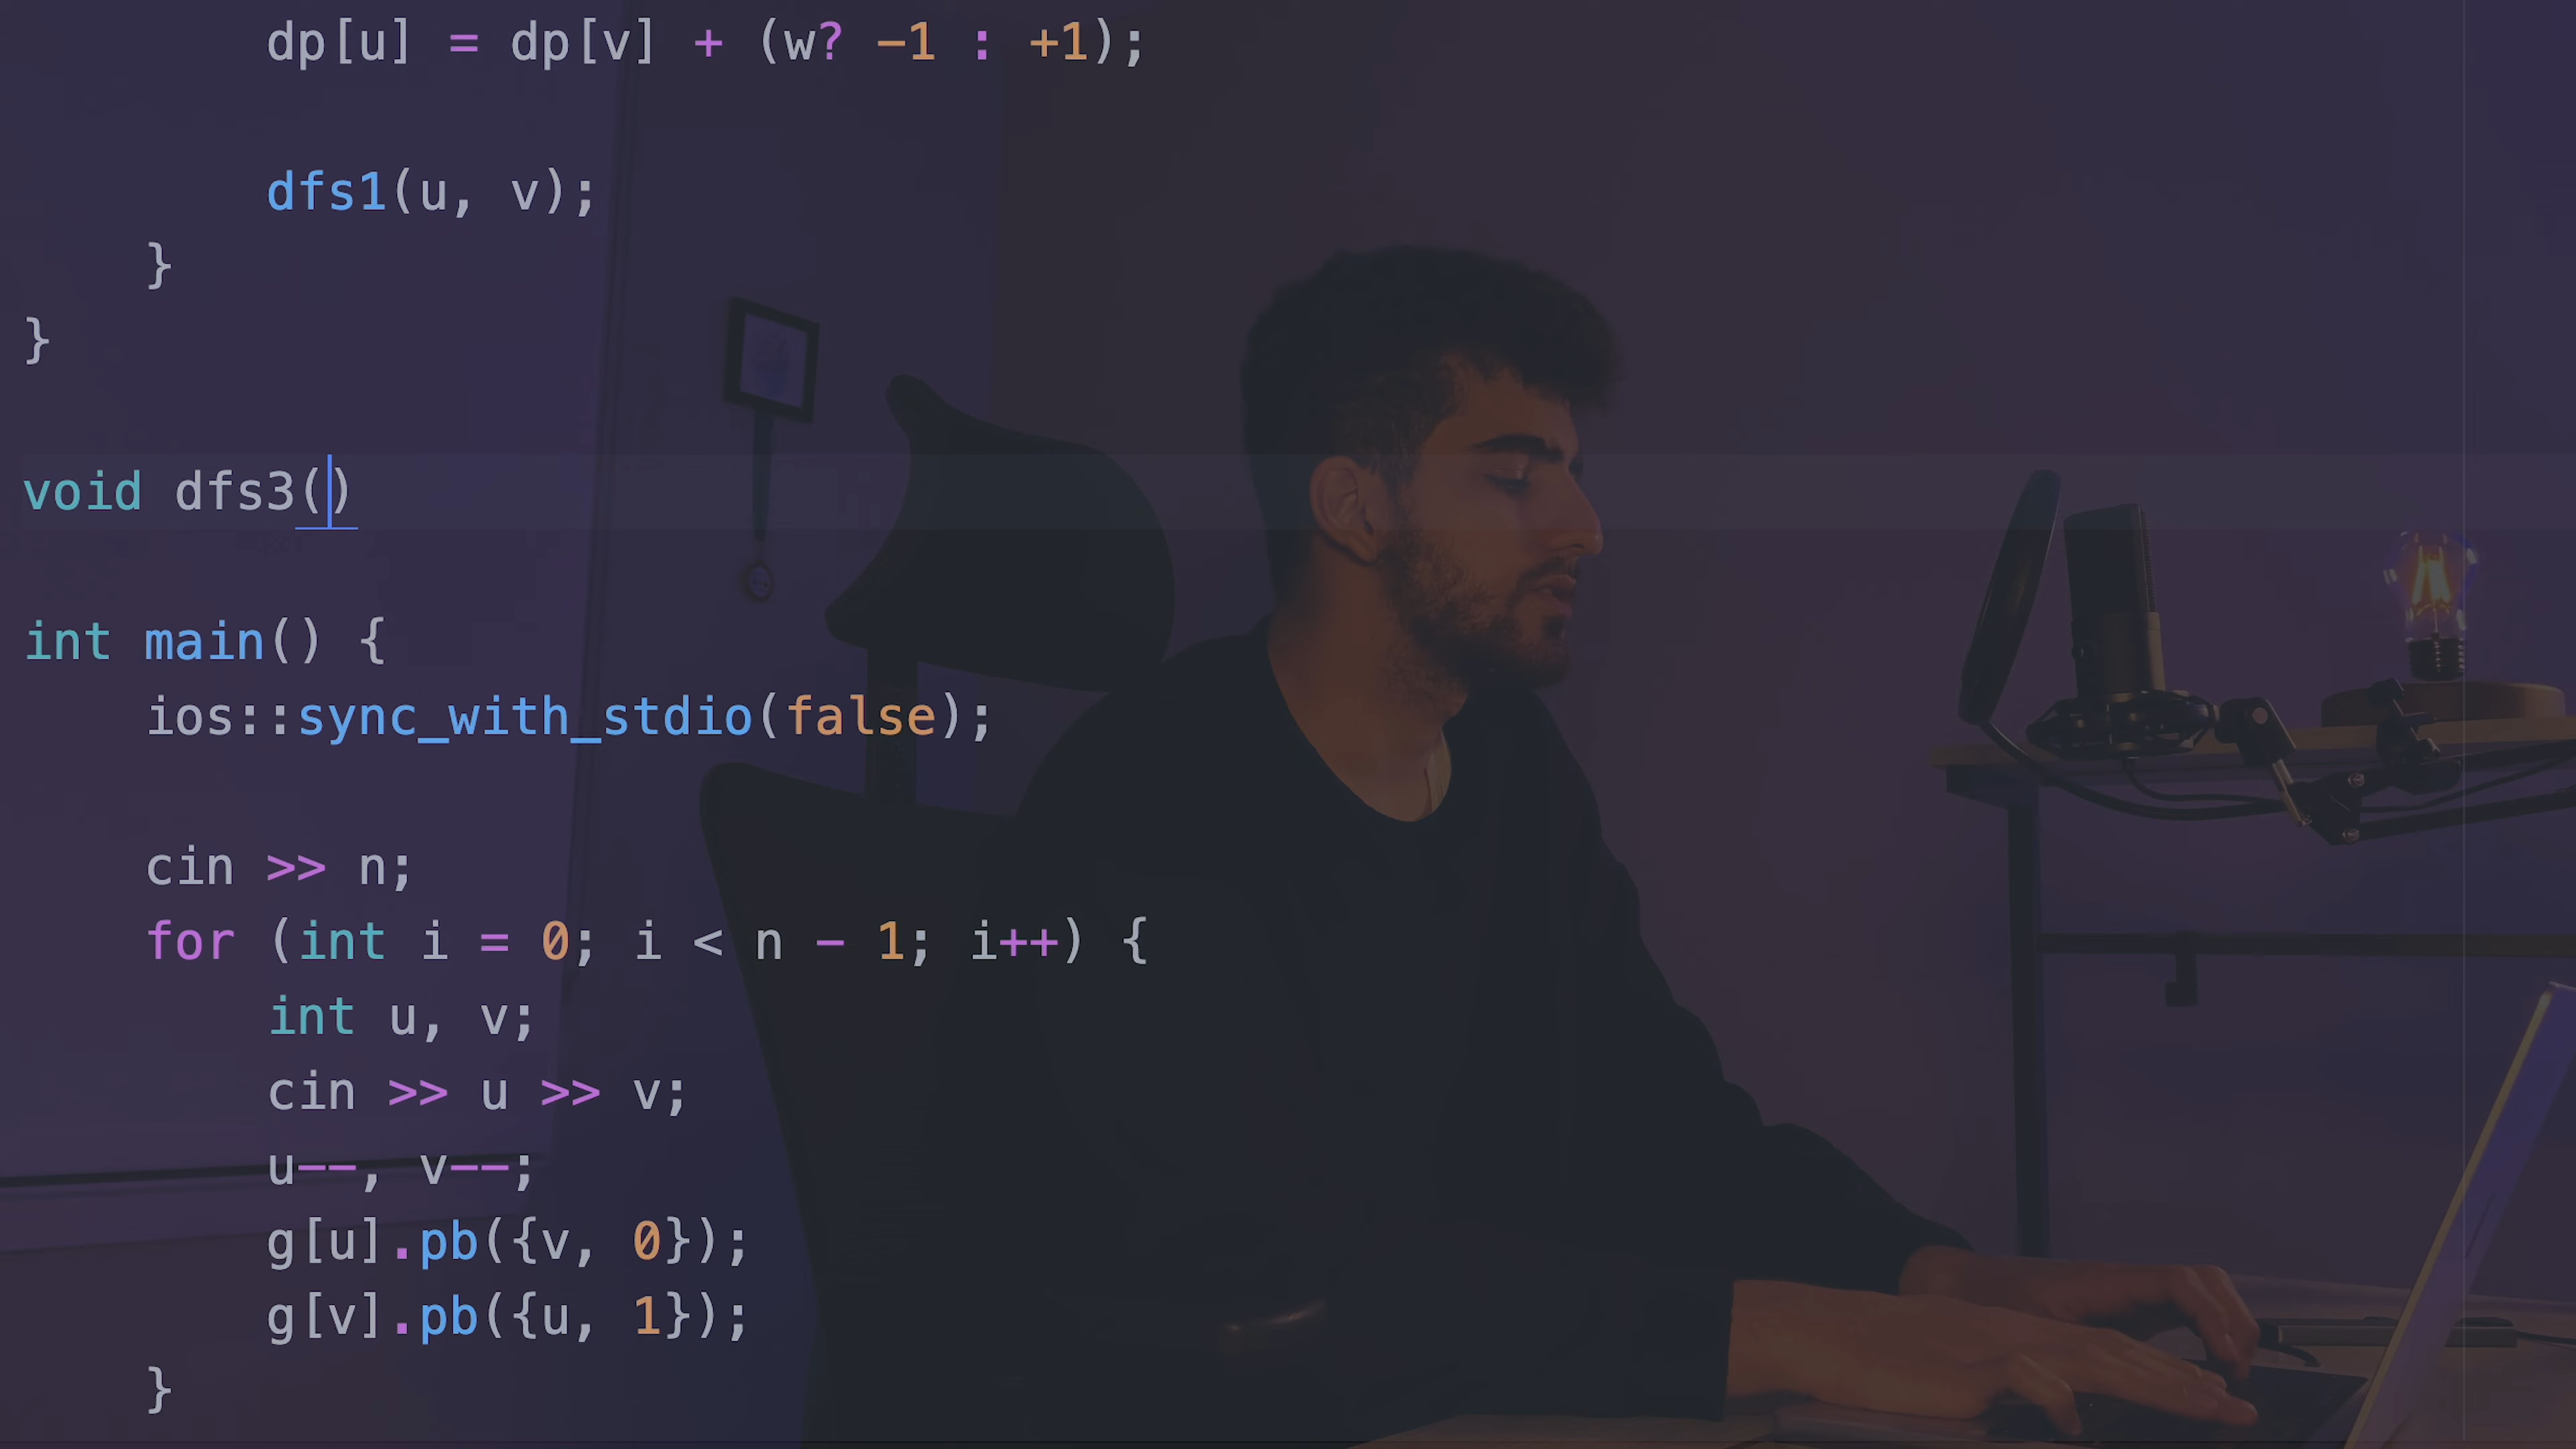 dp[u] = dp[v] + (w? -1 : +1);
dfs1(u, v);
}
}
void dfs3()
int main() {
ios::sync_with_stdio(false);
cin >> n;
for (int i = 0; i < n - 1; i++) {
int u, v;
cin >> u >> v;
u--, v--;
g[u].pb({v, 0});
g[v].pb({u, 1});
}